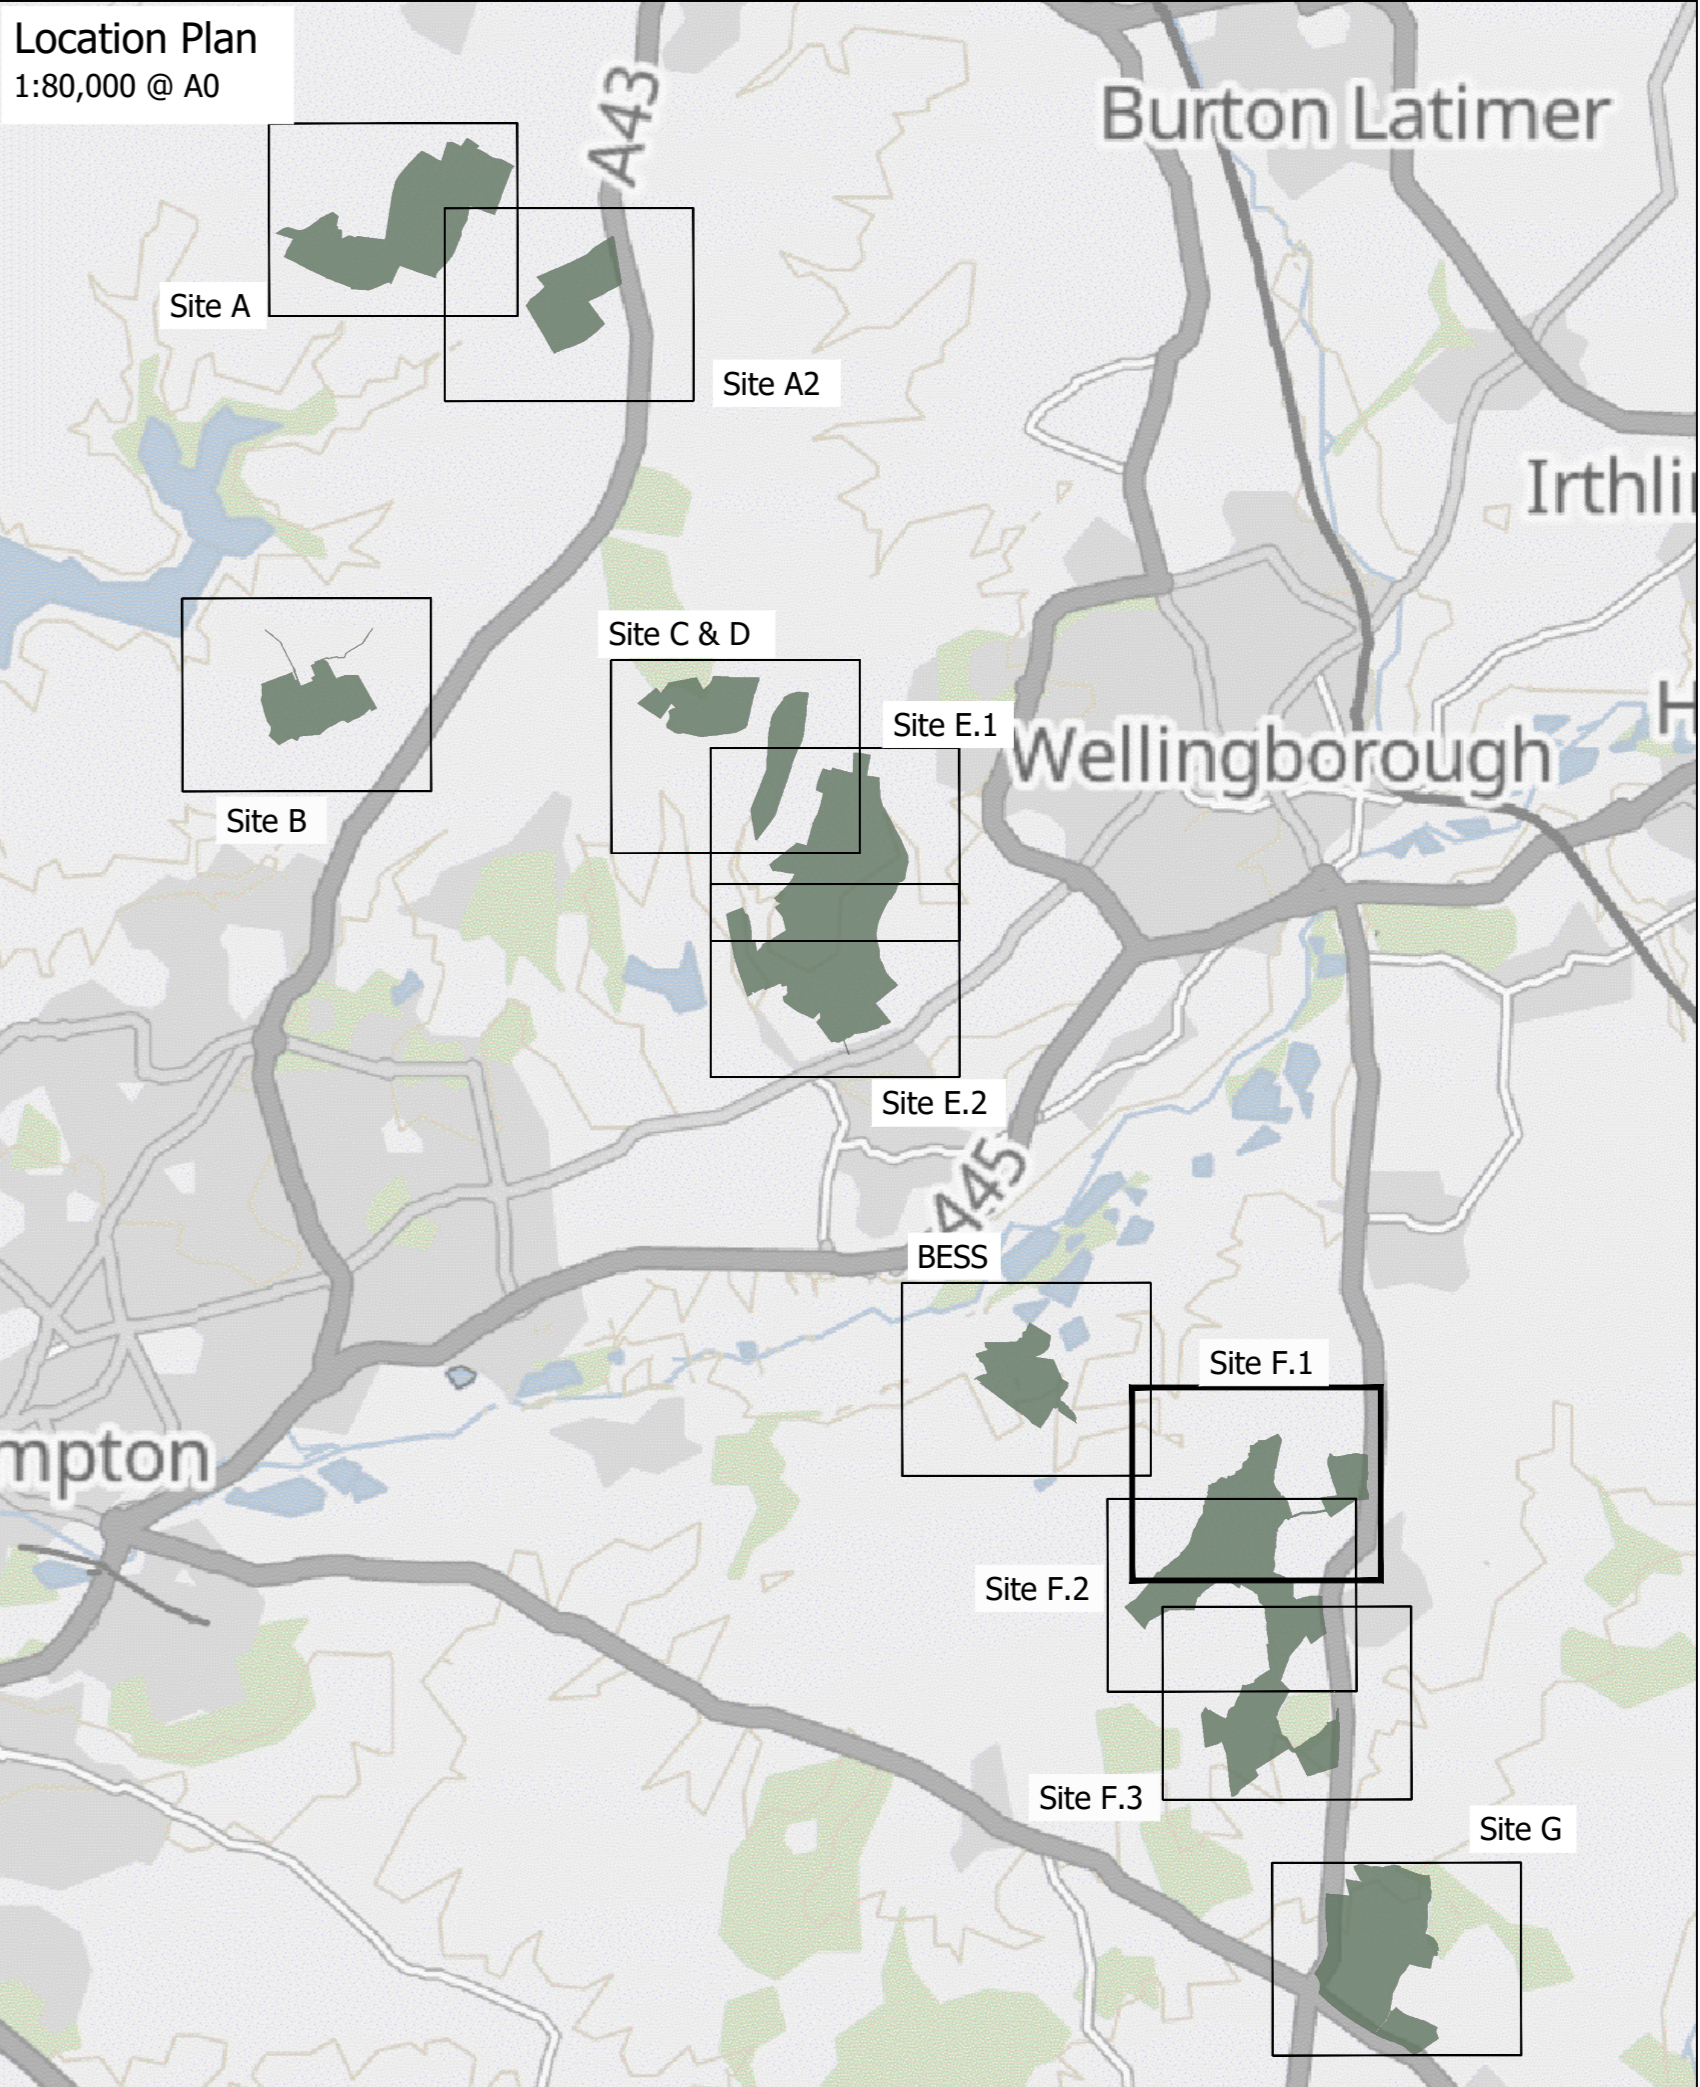 Location Plan
1:80,000 @ A0
A43
Burton Latimer
Site A
Site A2
Irthli
Site C & D
H
Site E.1
Wellingborough
Site B
Site E.2
A45
BESS
Site F.1
mpton
Site F.2
Site F.3
Site G